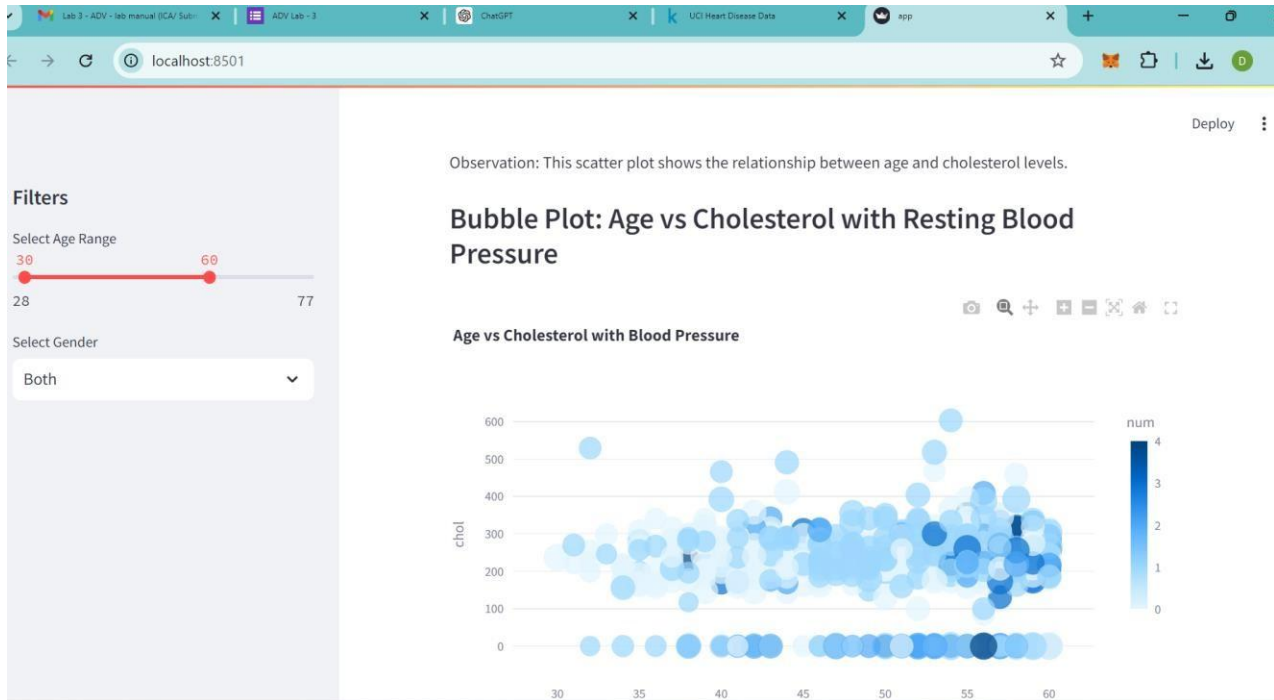 Lab 3 - ADV - lab manual (ICA/ Subm
ADV Lab - 3
ChatGPT
UCI Heart Disease Data
app
localhost:8501
D
Deploy
Observation: This scatter plot shows the relationship between age and cholesterol levels.
Filters
Select Age Range
30 60
28 77
Select Gender
Both
Bubble Plot: Age vs Cholesterol with Resting Blood
Pressure
Age vs Cholesterol with Blood Pressure
600
500
400
300
200
100
0
chol
30 35 40 45 50 55 60
num
4
3
2
1
0